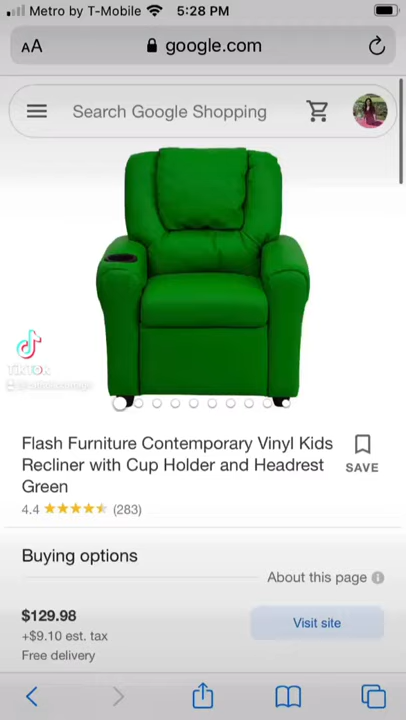 Metro by T-Mobile 5:28 PM
AA google.com
Search Google Shopping
TikTok
Flash Furniture Contemporary Vinyl Kids
Recliner with Cup Holder and Headrest
Green
SAVE
4.4 (283)
Buying options
About this page
$129.98
+$9.10 est. tax
Free delivery
Visit site